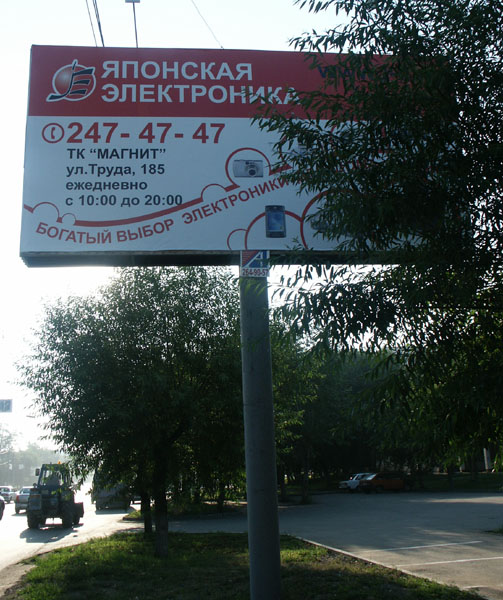 ЯПОНСКАЯ
ЭЛЕКТРОНИКА
247-47-47
ТК "МАГНИТ"
ул.Труда, 185
ежедневно
с 10:00 до 20:00
БОГАТЫЙ ВЫБОР ЭЛЕКТРОНИКИ